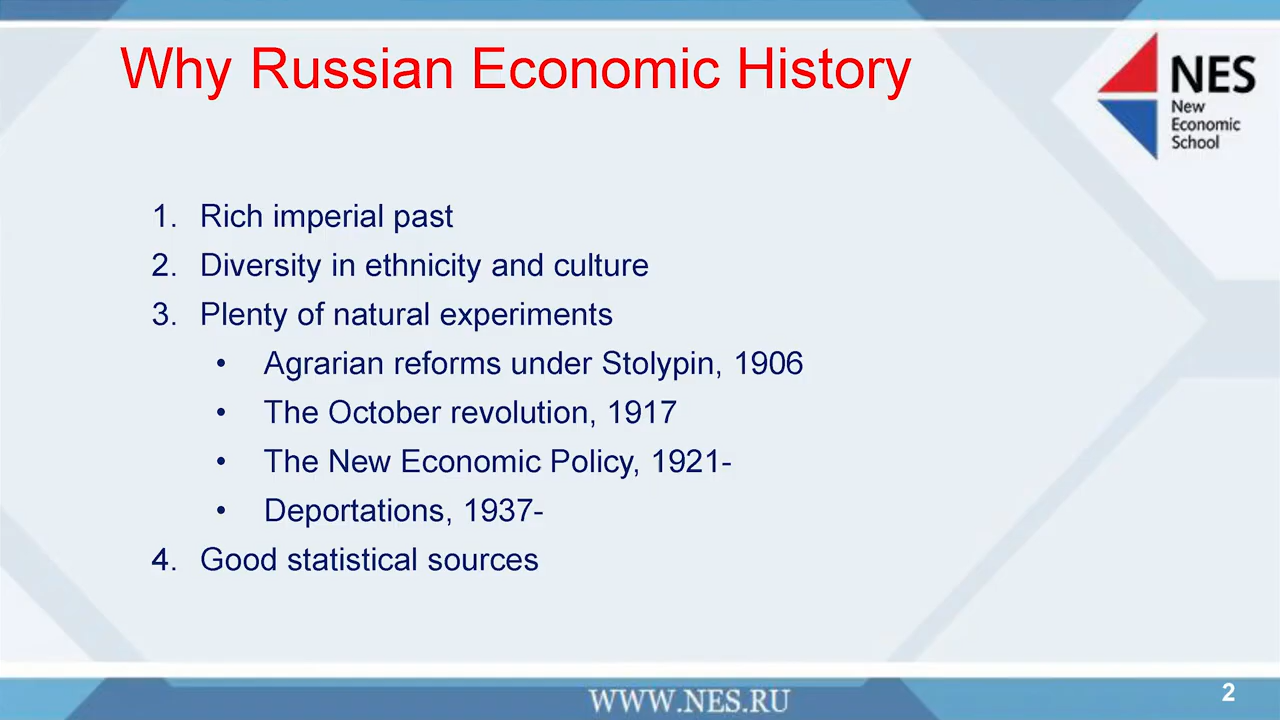 Why Russian Economic History
NES
New
Economic
School
1. Rich imperial past
2. Diversity in ethnicity and culture
3. Plenty of natural experiments
• Agrarian reforms under Stolypin, 1906
• The October revolution, 1917
• The New Economic Policy, 1921-
• Deportations, 1937-
4. Good statistical sources
WWW.NES.RU
2